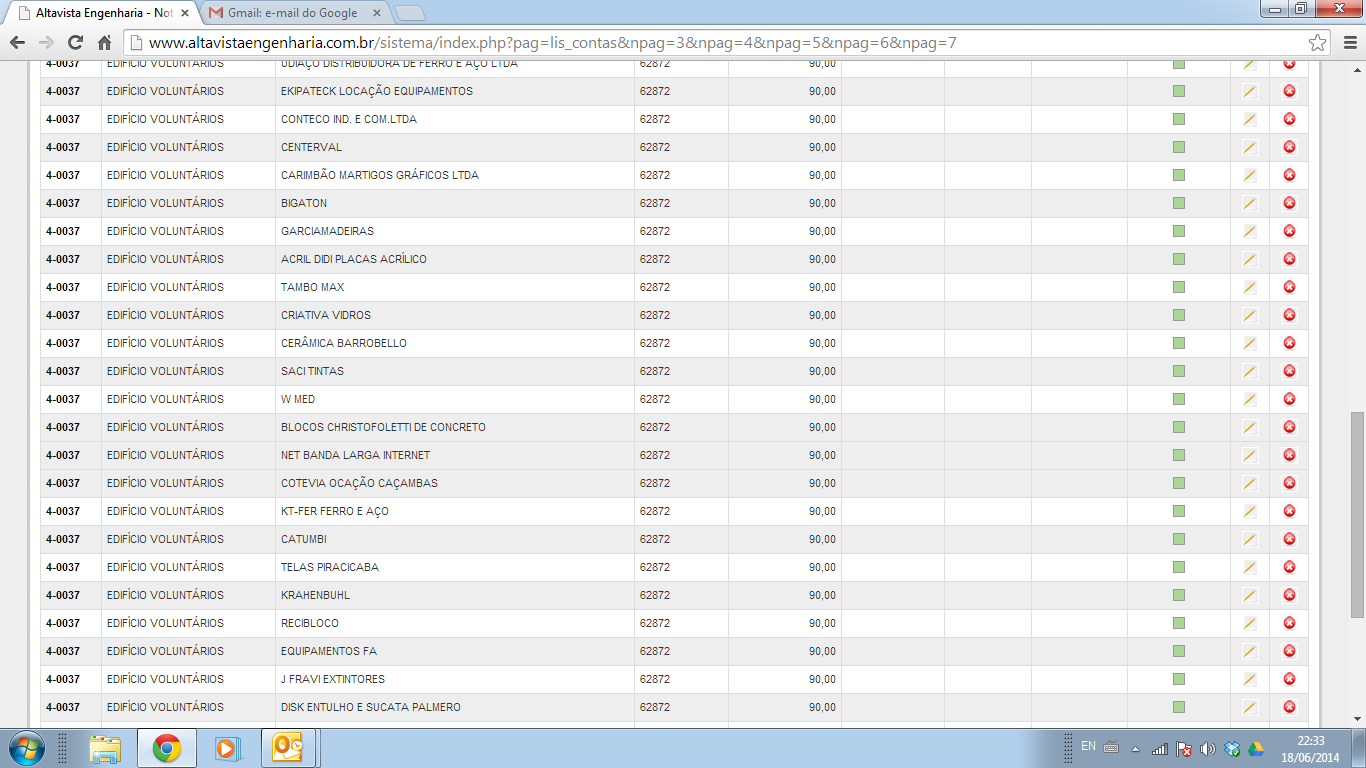 Altavista Engenharia - Not
Gmail: e-mail do Google
www.altavistaengenharia.com.br/sistema/index.php?pag=lis_contas&npag=3&npag=4&npag=5&npag=6&npag=7
4-0037 EDIFÍCIO VOLUNTÁRIOS UDIAÇO DISTRIBUIDORA DE FERRO E AÇO LTDA 62872 90,00
4-0037 EDIFÍCIO VOLUNTÁRIOS EKIPATECK LOCAÇÃO EQUIPAMENTOS 62872 90,00
4-0037 EDIFÍCIO VOLUNTÁRIOS CONTECO IND. E COM.LTDA 62872 90,00
4-0037 EDIFÍCIO VOLUNTÁRIOS CENTERVAL 62872 90,00
4-0037 EDIFÍCIO VOLUNTÁRIOS CARIMBÃO MARTIGOS GRÁFICOS LTDA 62872 90,00
4-0037 EDIFÍCIO VOLUNTÁRIOS BIGATON 62872 90,00
4-0037 EDIFÍCIO VOLUNTÁRIOS GARCIAMADEIRAS 62872 90,00
4-0037 EDIFÍCIO VOLUNTÁRIOS ACRIL DIDI PLACAS ACRÍLICO 62872 90,00
4-0037 EDIFÍCIO VOLUNTÁRIOS TAMBO MAX 62872 90,00
4-0037 EDIFÍCIO VOLUNTÁRIOS CRIATIVA VIDROS 62872 90,00
4-0037 EDIFÍCIO VOLUNTÁRIOS CERÂMICA BARROBELLO 62872 90,00
4-0037 EDIFÍCIO VOLUNTÁRIOS SACI TINTAS 62872 90,00
4-0037 EDIFÍCIO VOLUNTÁRIOS W MED 62872 90,00
4-0037 EDIFÍCIO VOLUNTÁRIOS BLOCOS CHRISTOFOLETTI DE CONCRETO 62872 90,00
4-0037 EDIFÍCIO VOLUNTÁRIOS NET BANDA LARGA INTERNET 62872 90,00
4-0037 EDIFÍCIO VOLUNTÁRIOS COTEVIA OCAÇÃO CAÇAMBAS 62872 90,00
4-0037 EDIFÍCIO VOLUNTÁRIOS KT-FER FERRO E AÇO 62872 90,00
4-0037 EDIFÍCIO VOLUNTÁRIOS CATUMBI 62872 90,00
4-0037 EDIFÍCIO VOLUNTÁRIOS TELAS PIRACICABA 62872 90,00
4-0037 EDIFÍCIO VOLUNTÁRIOS KRAHENBUHL 62872 90,00
4-0037 EDIFÍCIO VOLUNTÁRIOS RECIBLOCO 62872 90,00
4-0037 EDIFÍCIO VOLUNTÁRIOS EQUIPAMENTOS FA 62872 90,00
4-0037 EDIFÍCIO VOLUNTÁRIOS J FRAVI EXTINTORES 62872 90,00
4-0037 EDIFÍCIO VOLUNTÁRIOS DISK ENTULHO E SUCATA PALMERO 62872 90,00
EN
22:33
18/06/2014